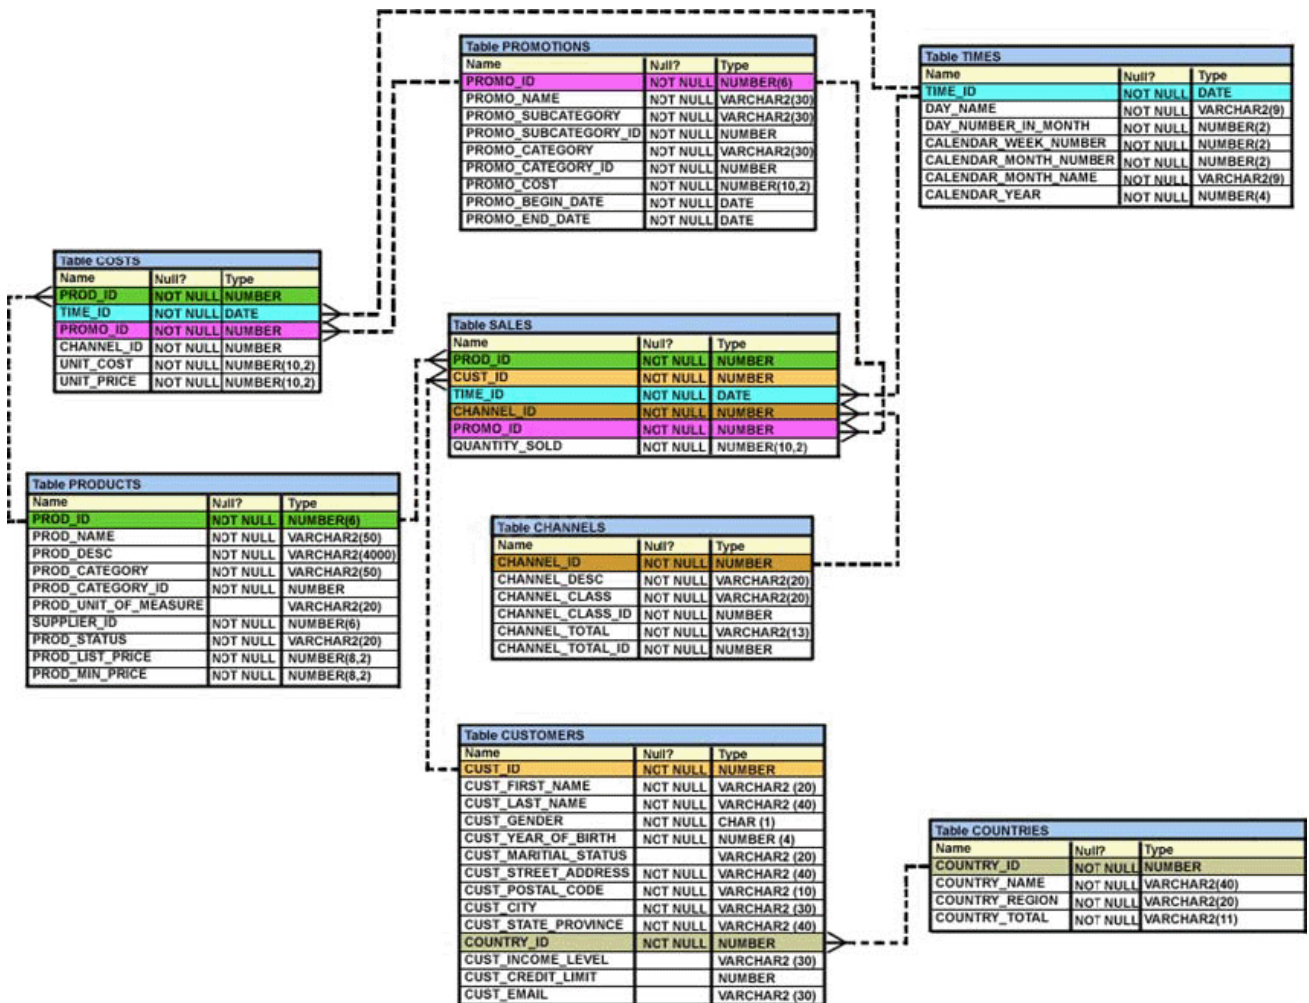 Table PROMOTIONS
Name Null? Type
PROMO_ID NOT NULL NUMBER(6)
PROMO_NAME NOT NULL VARCHAR2(30)
PROMO_SUBCATEGORY NOT NULL VARCHAR2(30)
PROMO_SUBCATEGORY_ID NOT NULL NUMBER
PROMO_CATEGORY NOT NULL VARCHAR2(30)
PROMO_CATEGORY_ID NOT NULL NUMBER
PROMO_COST NOT NULL NUMBER(10,2)
PROMO_BEGIN_DATE NOT NULL DATE
PROMO_END_DATE NOT NULL DATE
Table TIMES
Name Null? Type
TIME_ID NOT NULL DATE
DAY_NAME NOT NULL VARCHAR2(9)
DAY_NUMBER_IN_MONTH NOT NULL NUMBER(2)
CALENDAR_WEEK_NUMBER NOT NULL NUMBER(2)
CALENDAR_MONTH_NUMBER NOT NULL NUMBER(2)
CALENDAR_MONTH_NAME NOT NULL VARCHAR2(9)
CALENDAR_YEAR NOT NULL NUMBER(4)
Table COSTS
Name Null? Type
PROD_ID NOT NULL NUMBER
TIME_ID NOT NULL DATE
PROMO_ID NOT NULL NUMBER
CHANNEL_ID NOT NULL NUMBER
UNIT_COST NOT NULL NUMBER(10,2)
UNIT_PRICE NOT NULL NUMBER(10,2)
Table SALES
Name Null? Type
PROD_ID NOT NULL NUMBER
CUST_ID NOT NULL NUMBER
TIME_ID NOT NULL DATE
CHANNEL_ID NOT NULL NUMBER
PROMO_ID NOT NULL NUMBER
QUANTITY_SOLD NOT NULL NUMBER(10,2)
Table PRODUCTS
Name Null? Type
PROD_ID NOT NULL NUMBER(6)
PROD_NAME NOT NULL VARCHAR2(50)
PROD_DESC NOT NULL VARCHAR2(4000)
PROD_CATEGORY NOT NULL VARCHAR2(50)
PROD_CATEGORY_ID NOT NULL NUMBER
PROD_UNIT_OF_MEASURE VARCHAR2(20)
SUPPLIER_ID NOT NULL NUMBER(6)
PROD_STATUS NOT NULL VARCHAR2(20)
PROD_LIST_PRICE NOT NULL NUMBER(8,2)
PROD_MIN_PRICE NOT NULL NUMBER(8,2)
Table CHANNELS
Name Null? Type
CHANNEL_ID NOT NULL NUMBER
CHANNEL_DESC NOT NULL VARCHAR2(20)
CHANNEL_CLASS NOT NULL VARCHAR2(20)
CHANNEL_CLASS_ID NOT NULL NUMBER
CHANNEL_TOTAL NOT NULL VARCHAR2(13)
CHANNEL_TOTAL_ID NOT NULL NUMBER
Table CUSTOMERS
Name Null? Type
CUST_ID NOT NULL NUMBER
CUST_FIRST_NAME NOT NULL VARCHAR2 (20)
CUST_LAST_NAME NOT NULL VARCHAR2 (40)
CUST_GENDER NOT NULL CHAR (1)
CUST_YEAR_OF_BIRTH NOT NULL NUMBER (4)
CUST_MARITIAL_STATUS VARCHAR2 (20)
CUST_STREET_ADDRESS NOT NULL VARCHAR2 (40)
CUST_POSTAL_CODE NOT NULL VARCHAR2 (10)
CUST_CITY NOT NULL VARCHAR2 (30)
CUST_STATE_PROVINCE NOT NULL VARCHAR2 (40)
COUNTRY_ID NOT NULL NUMBER
CUST_INCOME_LEVEL VARCHAR2 (30)
CUST_CREDIT_LIMIT NUMBER
CUST_EMAIL VARCHAR2 (30)
Table COUNTRIES
Name Null? Type
COUNTRY_ID NOT NULL NUMBER
COUNTRY_NAME NOT NULL VARCHAR2(40)
COUNTRY_REGION NOT NULL VARCHAR2(20)
COUNTRY_TOTAL NOT NULL VARCHAR2(11)